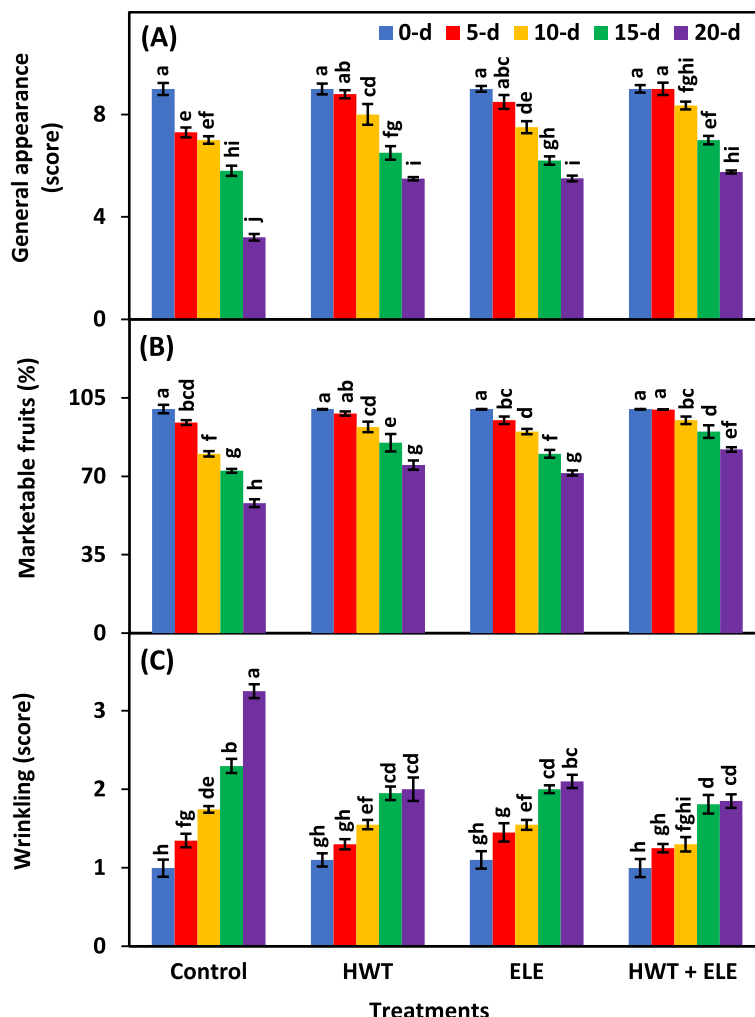 (A)
0-d 5-d 10-d 15-d 20-d
General appearance
(score)
8
4
0
a e ef hi j
a ab cd fg i
a abc de gh i
a a fghi ef hi
(B)
Marketable fruits (%)
105
70
35
0
a bcd f g h
a ab cd e g
a bc d f g
a a bc d ef
(C)
Wrinkling (score)
3
2
1
0
h fg de b a
gh gh ef cd cd
gh g ef cd bc
h gh fghi d cd
Control HWT ELE HWT + ELE
Treatments